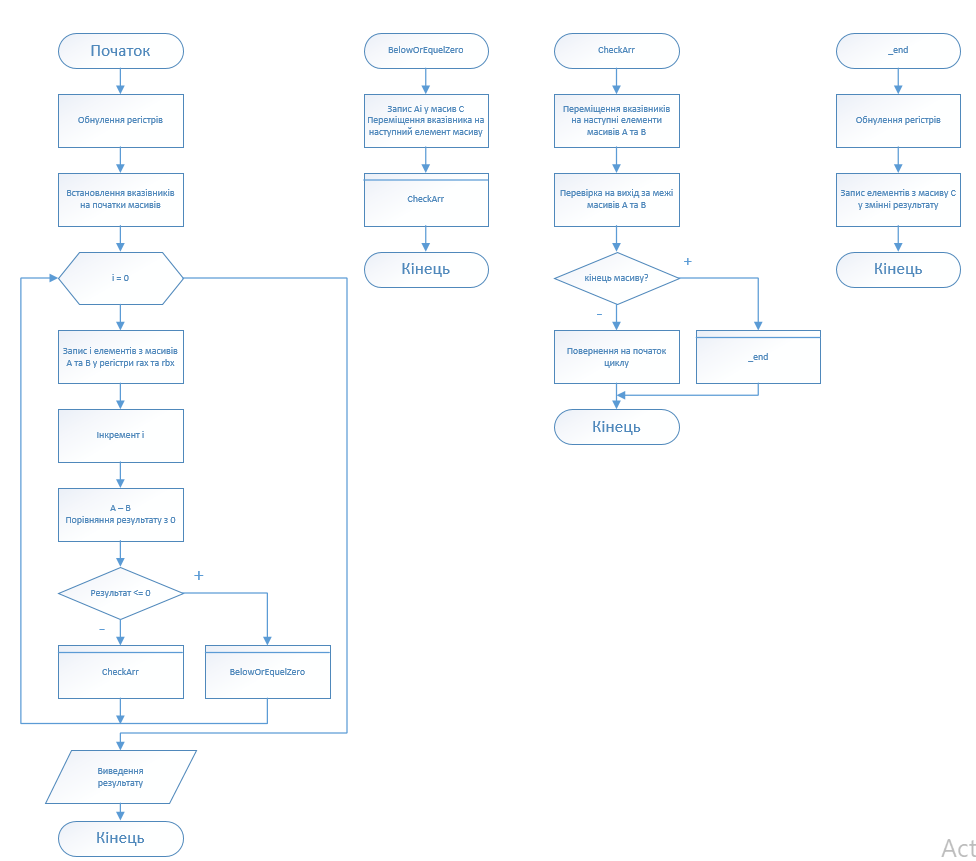 Початок
Обнулення регістрів
Встановлення вказівників
на початки масивів
i = 0
Запис і елементів з масивів
А та В у регістри rax та rbx
Інкремент і
А – В
Порівняння результату з 0
Результат <= 0
+
–
CheckArr
BelowOrEquelZero
Виведення
результату
Кінець
BelowOrEquelZero
Запис Аі у масив С
Переміщення вказівника на
наступний елемент масиву
CheckArr
Кінець
CheckArr
Переміщення вказівників
на наступні елементи
масивів А та В
Перевірка на вихід за межі
масивів А та В
кінець масиву?
+
–
Повернення на початок
циклу
_end
Кінець
_end
Обнулення регістрів
Запис елементів з масиву С
у змінні результату
Кінець
Act